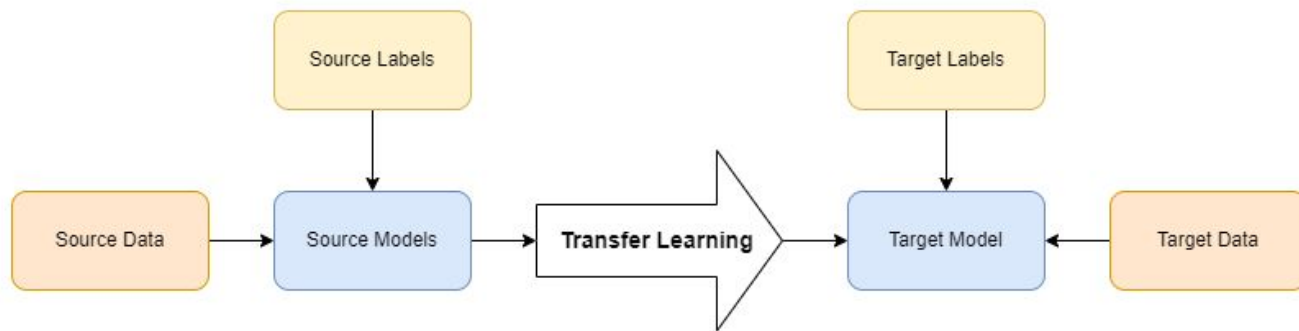 Source Labels
Target Labels
Source Data
Source Models
Transfer Learning
Target Model
Target Data